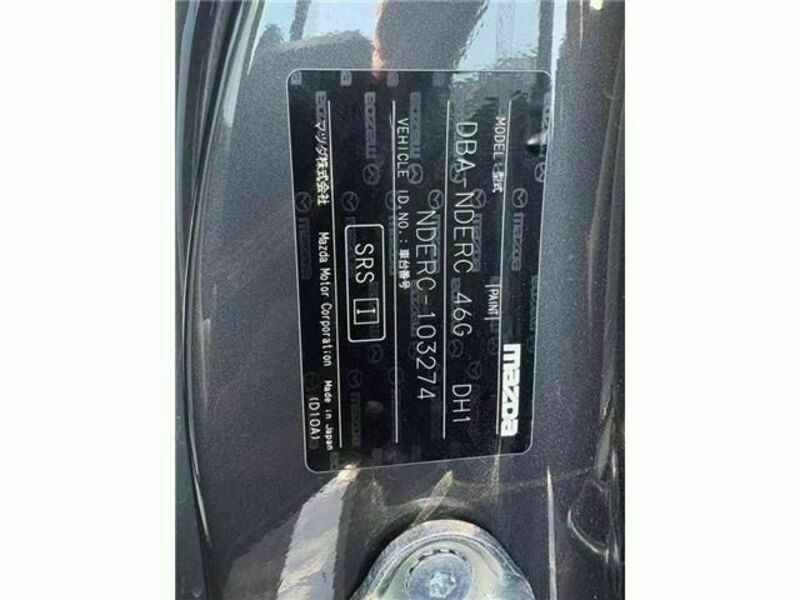 mazda
MODEL : 型式
PAINT
DBA-NDERC 46G DH1
VEHICLE ID.NO. : 車台番号
NDERC-103274
SRS I
マツダ株式会社 Mazda Motor Corporation Made in Japan
(D10A)